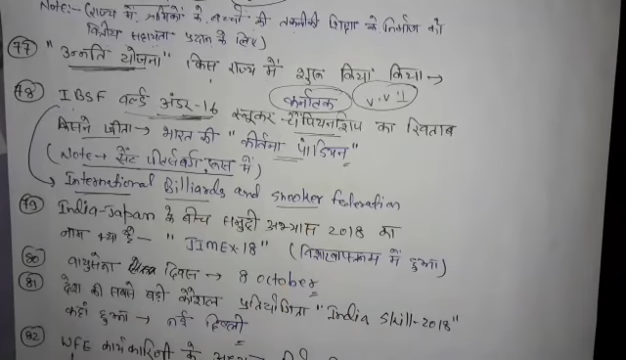 Note:- (राज्य में श्रमिकों के बच्चों की तकनीकी शिक्षा के निर्माण को
वित्तीय सहायता प्रदान के लिए)
77 "उन्नति योजना" किस राज्य में शुरू किया किया →
कर्नाटक V.V.I
78 IBSF वर्ल्ड अंडर-16 स्नूकर चैंपियनशिप का खिताब
किसने जीता → भारत की "कीर्तना पांडियन"
(Note → सेंट पीटर्सबर्ग रूस में)
→ International Billiards and snooker federation
79 India-Japan के बीच समुद्री अभ्यास 2018 का
नाम क्या है - "JIMEX-18" (विशाखापत्तनम में हुआ)
80 वायुसेना दिवस → 8 October
81 देश की सबसे बड़ी कौशल प्रतियोगिता "India Skill-2018"
कहां हुआ → नई दिल्ली
82 WFE कार्यकारिणी के